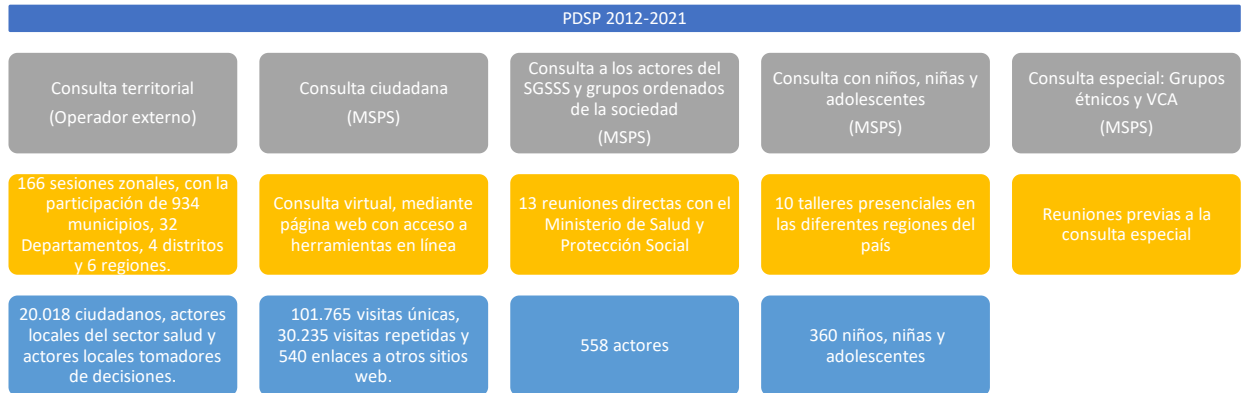 PDSP 2012-2021
Consulta territorial
(Operador externo)
Consulta ciudadana
(MSPS)
Consulta a los actores del
SGSSS y grupos ordenados
de la sociedad
(MSPS)
Consulta con niños, niñas y
adolescentes
(MSPS)
Consulta especial: Grupos
étnicos y VCA
(MSPS)
166 sesiones zonales, con la
participación de 934
municipios, 32
Departamentos, 4 distritos
y 6 regiones.
Consulta virtual, mediante
página web con acceso a
herramientas en línea
13 reuniones directas con el
Ministerio de Salud y
Protección Social
10 talleres presenciales en
las diferentes regiones del
país
Reuniones previas a la
consulta especial
20.018 ciudadanos, actores
locales del sector salud y
actores locales tomadores
de decisiones.
101.765 visitas únicas,
30.235 visitas repetidas y
540 enlaces a otros sitios
web.
558 actores
360 niños, niñas y
adolescentes